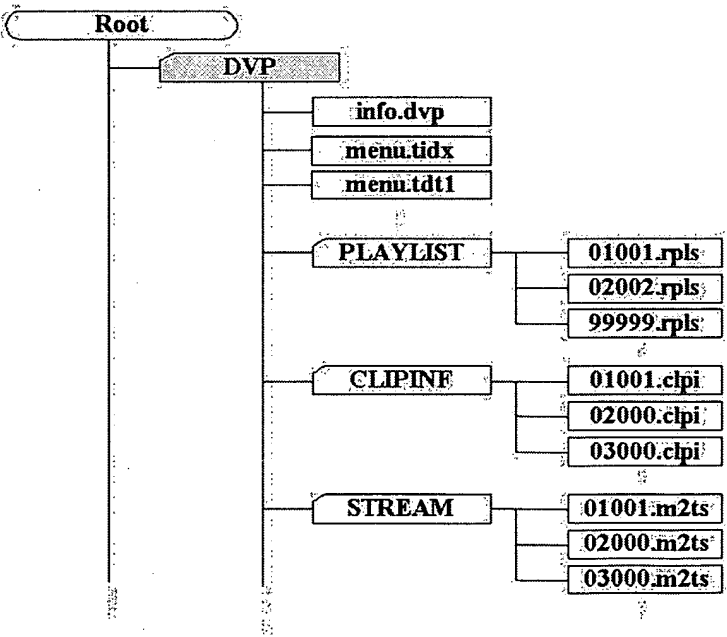 Root
DVP
info.dvp
menu.tidx
menu.tdt1
PLAYLIST
01001.rpls
02002.rpls
99999.rpls
CLIPINF
01001.clpi
02000.clpi
03000.clpi
STREAM
01001.m2ts
02000.m2ts
03000.m2ts